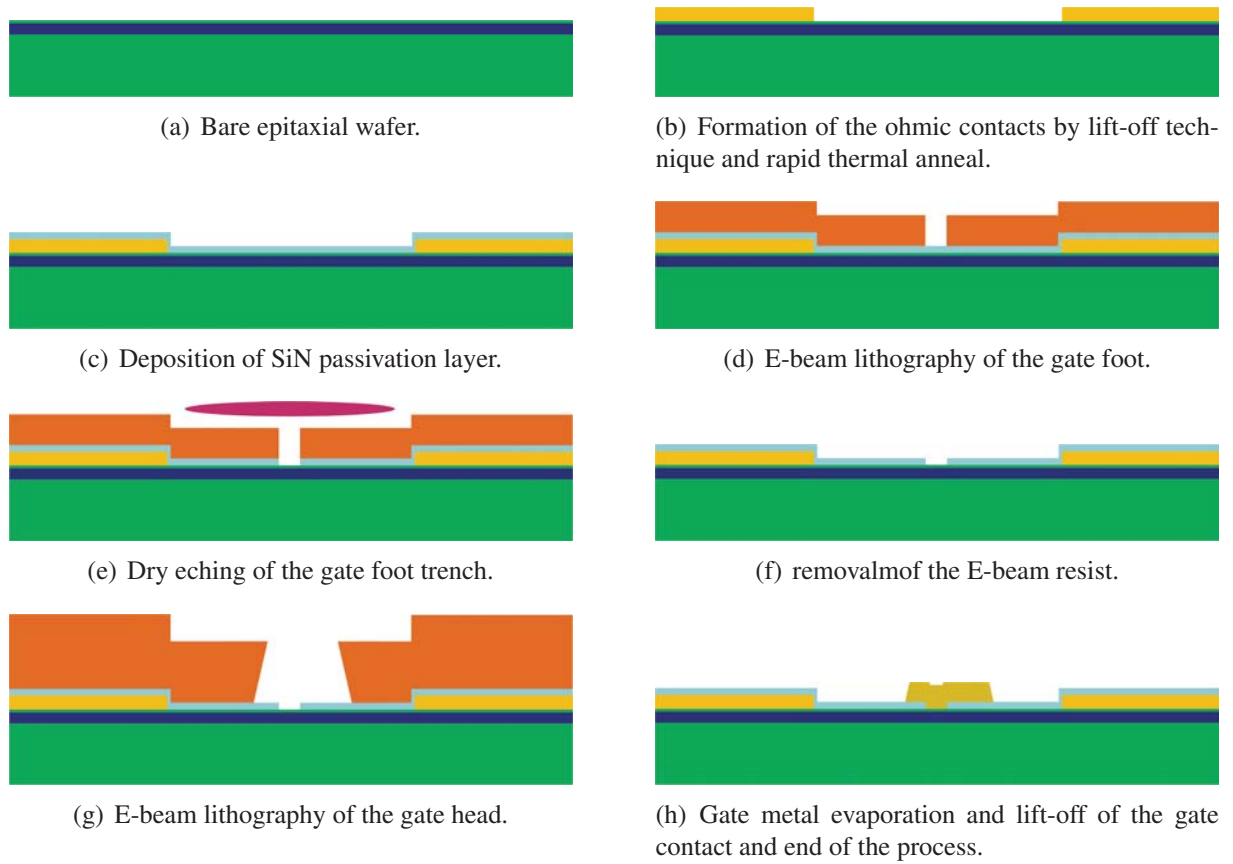 (a) Bare epitaxial wafer.
(b) Formation of the ohmic contacts by lift-off tech-
nique and rapid thermal anneal.
(c) Deposition of SiN passivation layer.
(d) E-beam lithography of the gate foot.
(e) Dry eching of the gate foot trench.
(f) removalmof the E-beam resist.
(g) E-beam lithography of the gate head.
(h) Gate metal evaporation and lift-off of the gate
contact and end of the process.